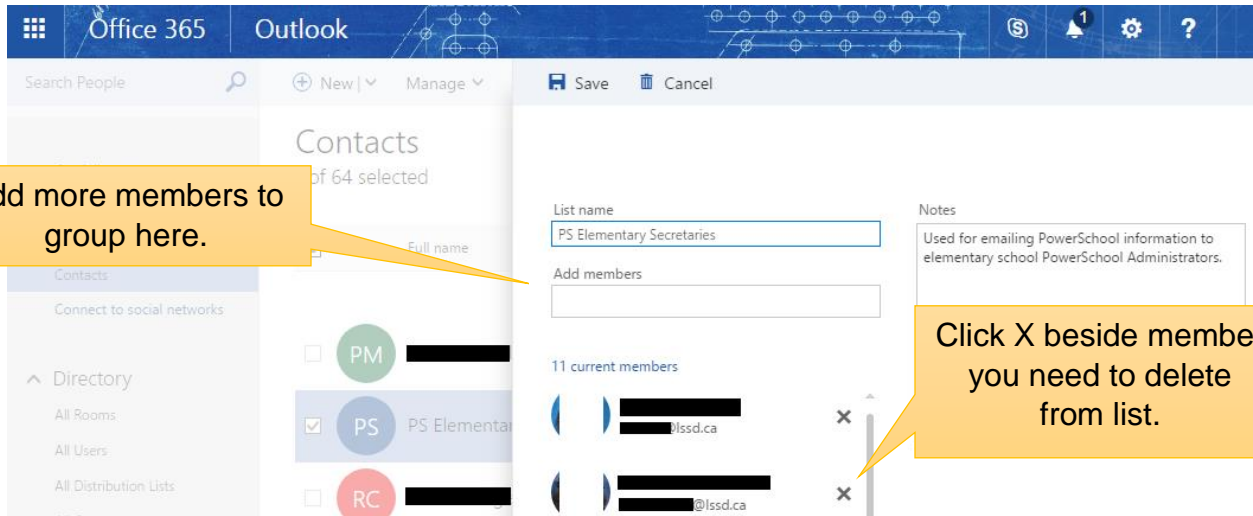 Office 365 Outlook 1 ?
Search People New Manage Save Cancel
Contacts
of 64 selected
dd more members to
group here.
Full name
Contacts
Connect to social networks
Directory
All Rooms
All Users
All Distribution Lists
PM
PS PS Elementar
RC
List name
PS Elementary Secretaries
Add members
11 current members
@lssd.ca
@lssd.ca
Notes
Used for emailing PowerSchool information to
elementary school PowerSchool Administrators.
Click X beside membe
you need to delete
from list.